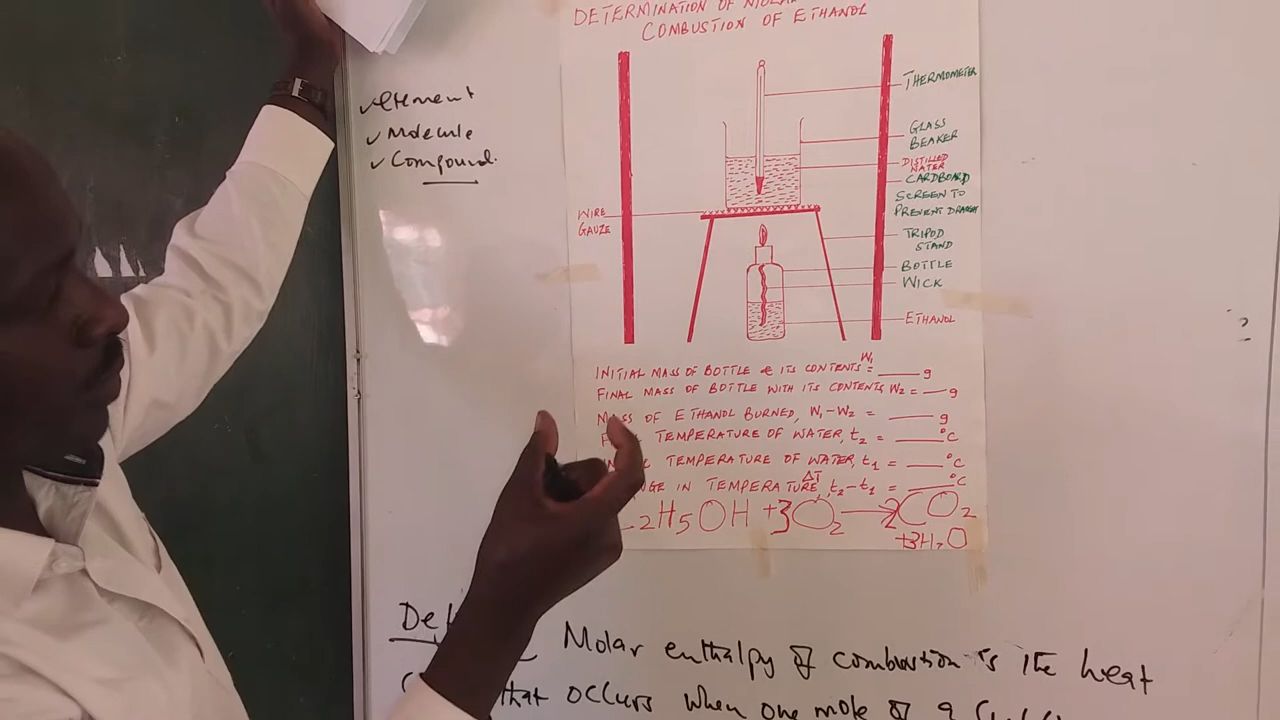 DETERMINATION OF MOLAR
COMBUSTION OF ETHANOL
Element
Molecule
Compound.
THERMOMETER
GLASS
BEAKER
DISTILLED
WATER
CARDBOARD
SCREEN TO
PREVENT DRAUGHT
WIRE
GAUZE
TRIPOD
STAND
BOTTLE
WICK
ETHANOL
INITIAL MASS OF BOTTLE & ITS CONTENTS W₁ = ____ g
FINAL MASS OF BOTTLE WITH ITS CONTENTS W₂ = __ g
MASS OF ETHANOL BURNED, W₁-W₂ = ____ g
TEMPERATURE OF WATER, t₂ = ____ °C
TEMPERATURE OF WATER, t₁ = ____ °C
IN TEMPERATURE ΔT, t₂-t₁ = ____ °C
₂H₅OH + 3O₂ → 2CO₂
+3H₂O
Molar enthalpy of combustion is the heat
that occurs when one mole of a